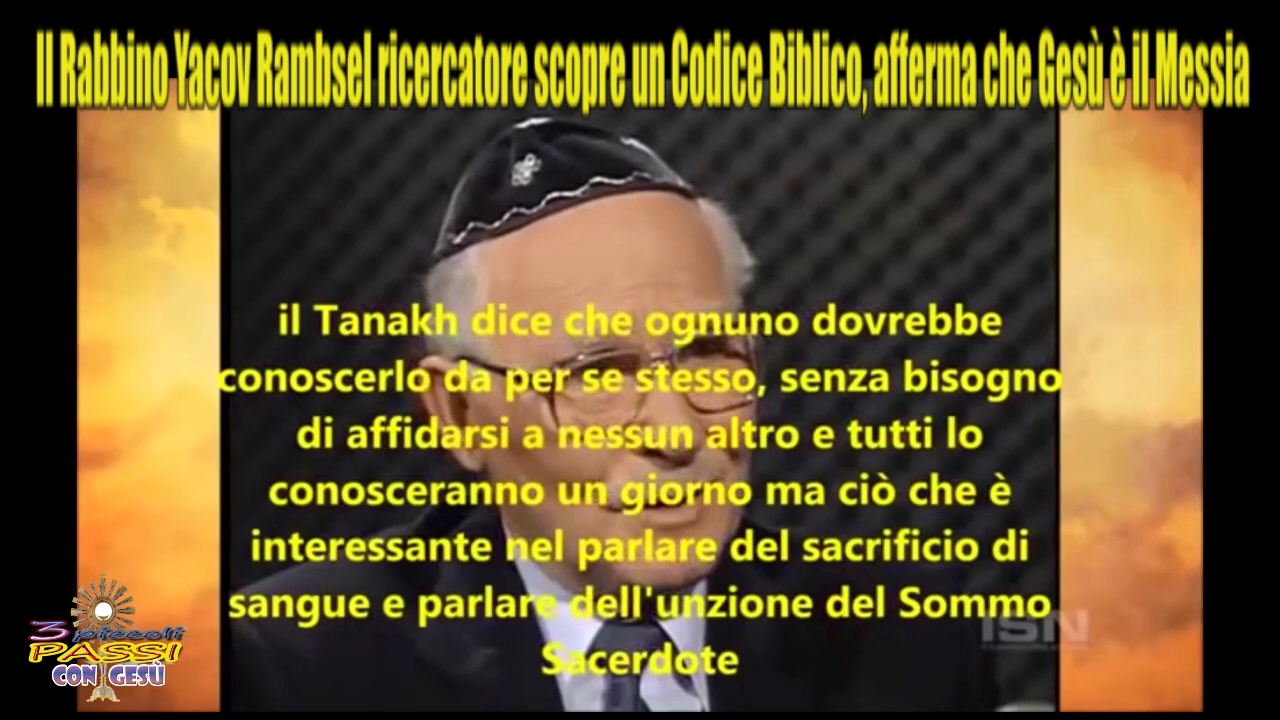 Il Rabbino Yacov Rambsel ricercatore scopre un Codice Biblico, afferma che Gesù è il Messia
il Tanakh dice che ognuno dovrebbe
conoscerlo da per se stesso, senza bisogno
di affidarsi a nessun altro e tutti lo
conosceranno un giorno ma ciò che è
interessante nel parlare del sacrificio di
sangue e parlare dell'unzione del Sommo
Sacerdote
ISN
3 piccoli
PASSI
CON GESÙ